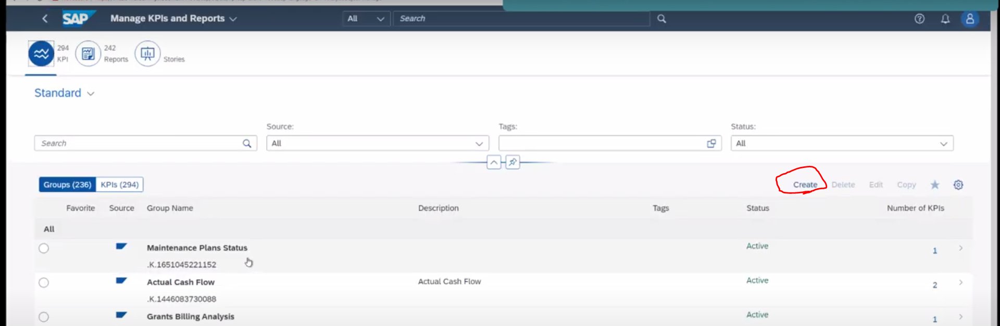 SAP Manage KPIs and Reports All Search
294 KPI 242 Reports Stories
Standard
Source: Tags: Status:
Search All All
Groups (236) KPIs (294) Create Delete Edit Copy
Favorite Source Group Name Description Tags Status Number of KPIs
All
Maintenance Plans Status Active 1
.K.1651045221152
Actual Cash Flow Actual Cash Flow Active 2
.K.1446083730088
Grants Billing Analysis Active 1